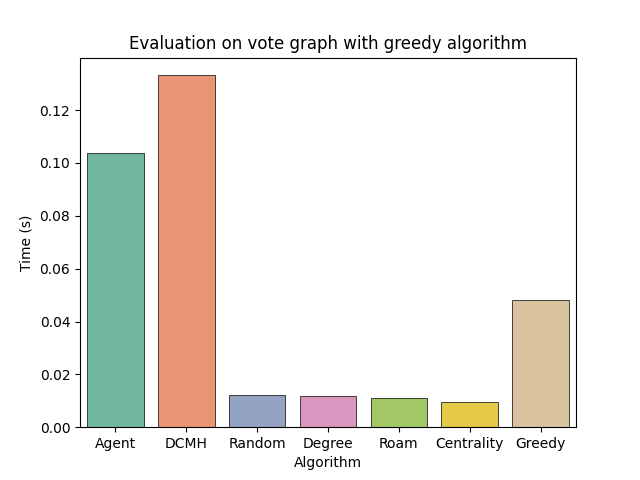 Evaluation on vote graph with greedy algorithm
Time (s)
0.12
0.10
0.08
0.06
0.04
0.02
0.00
Agent DCMH Random Degree Roam Centrality Greedy
Algorithm